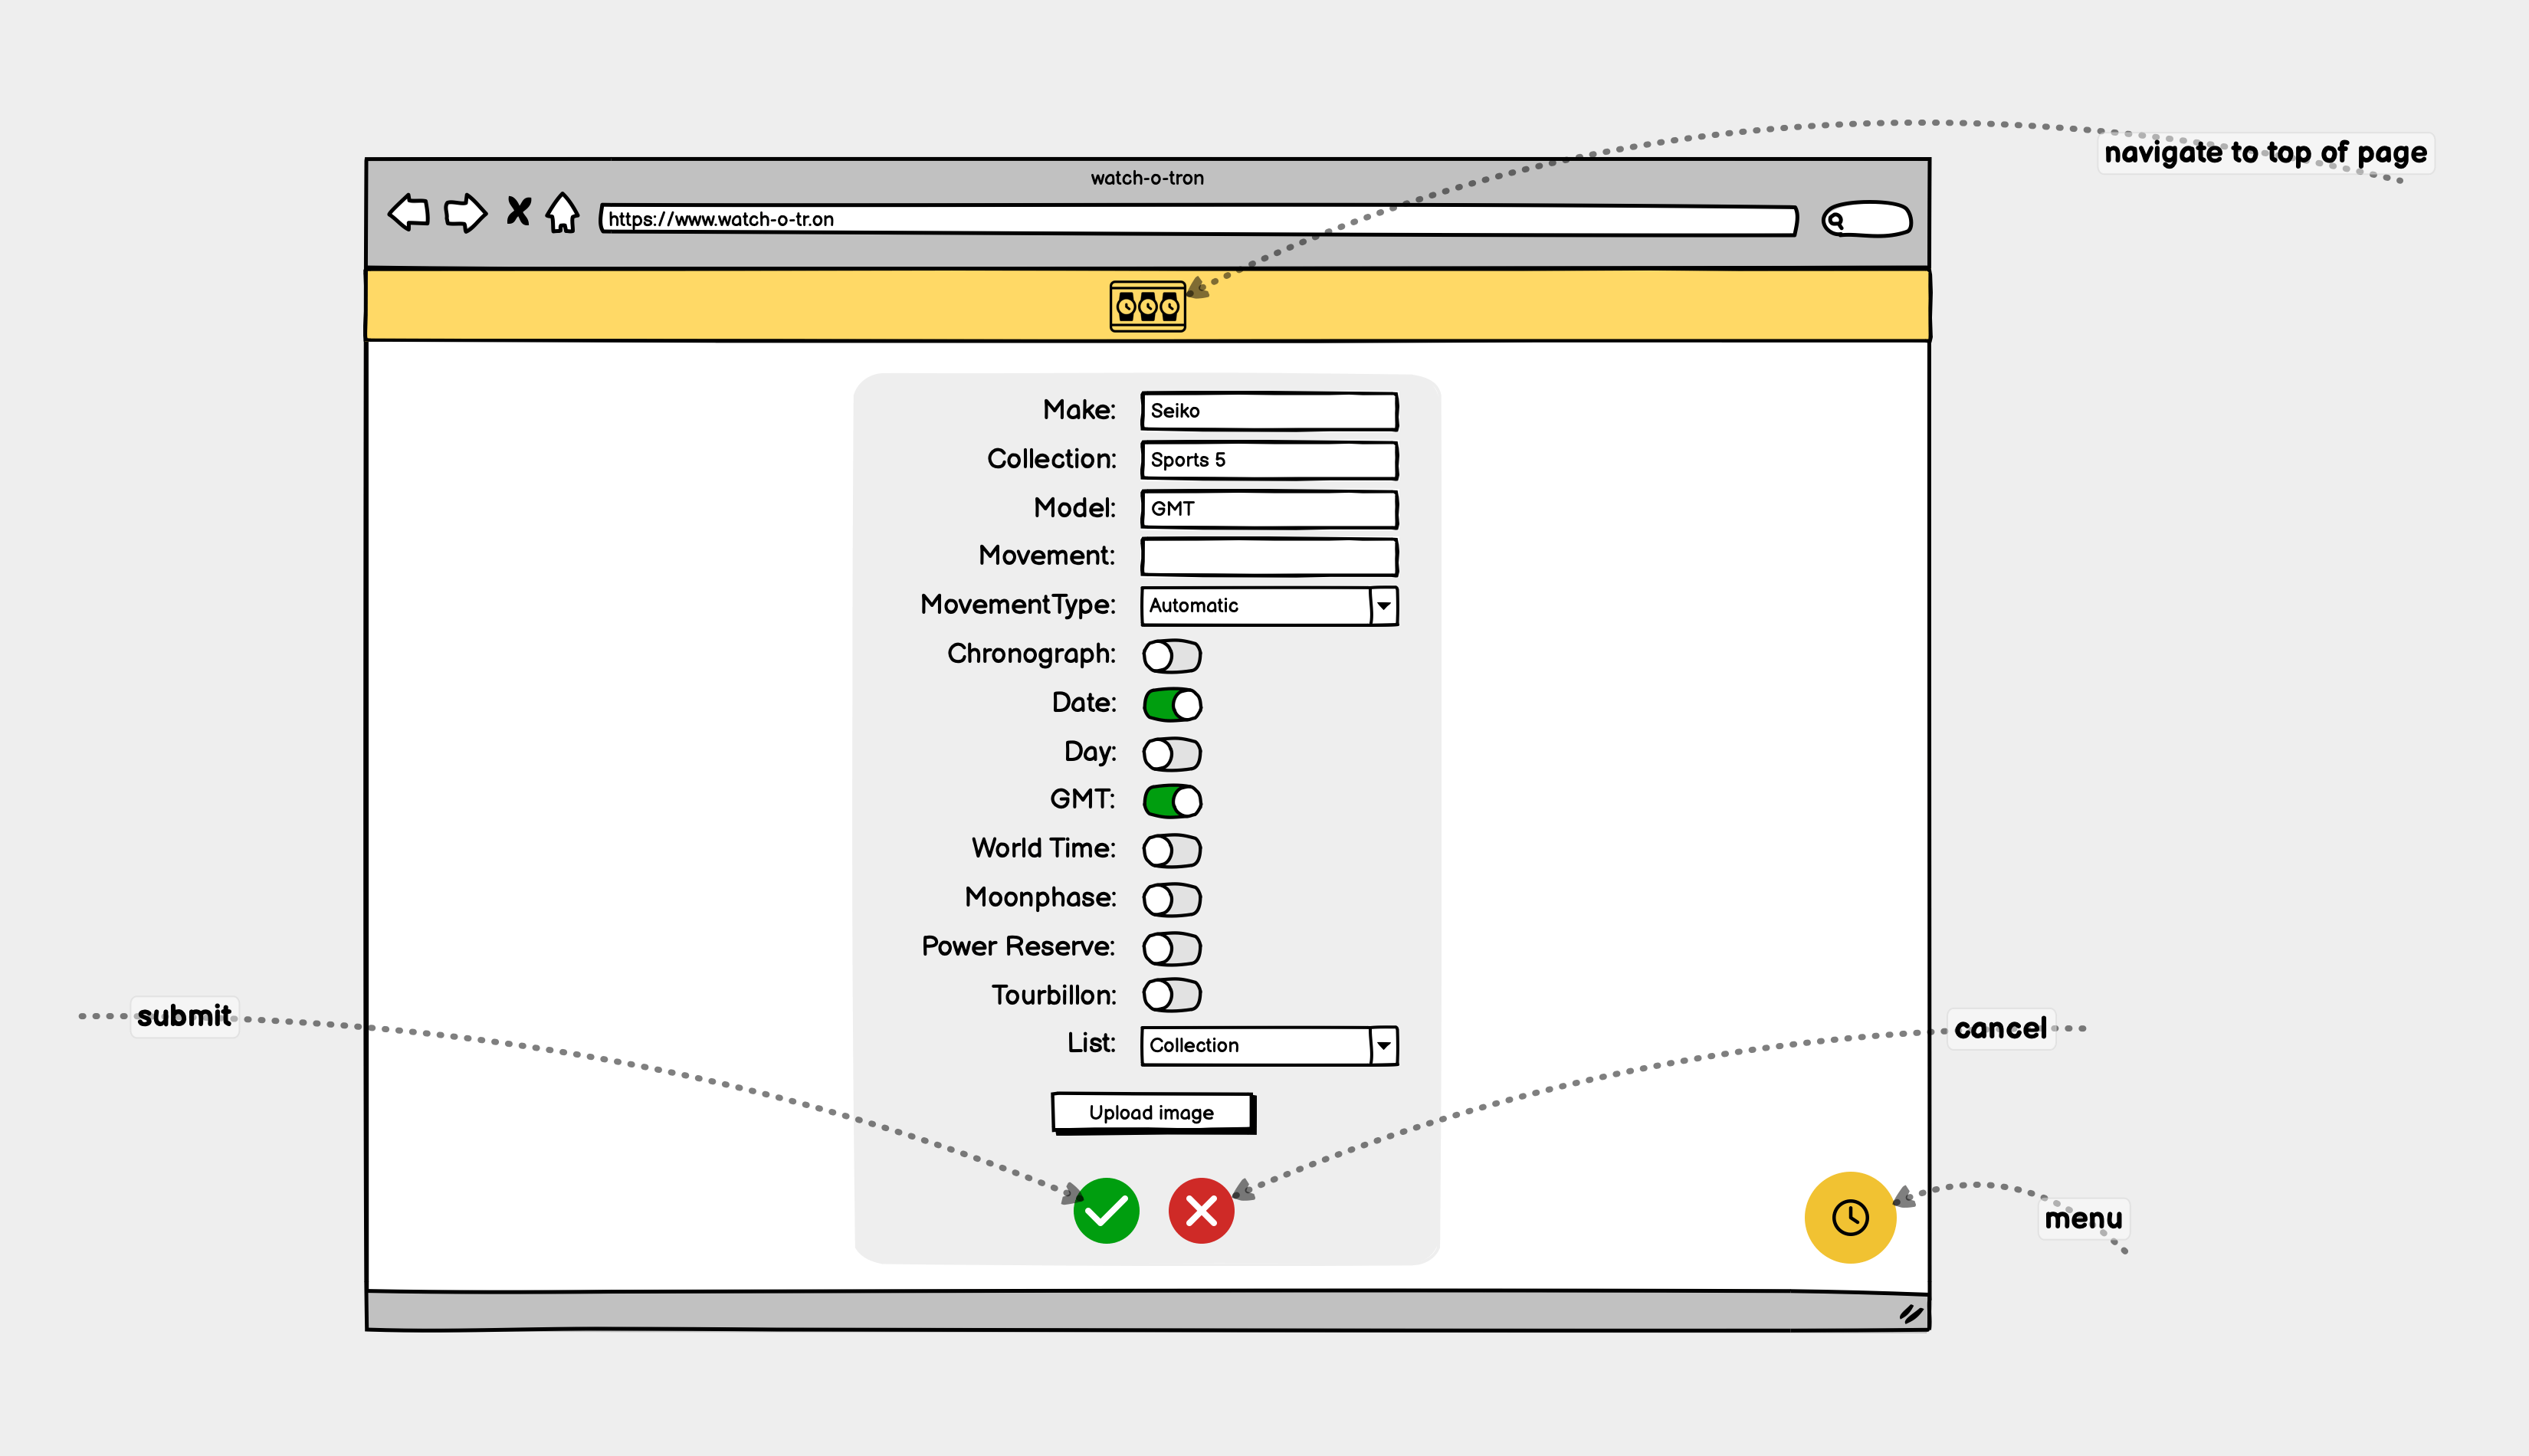 navigate to top of page
watch-o-tron
https://www.watch-o-tr.on
Make: Seiko
Collection: Sports 5
Model: GMT
Movement:
MovementType: Automatic
Chronograph:
Date:
Day:
GMT:
World Time:
Moonphase:
Power Reserve:
Tourbillon:
submit
cancel
List: Collection
Upload image
menu